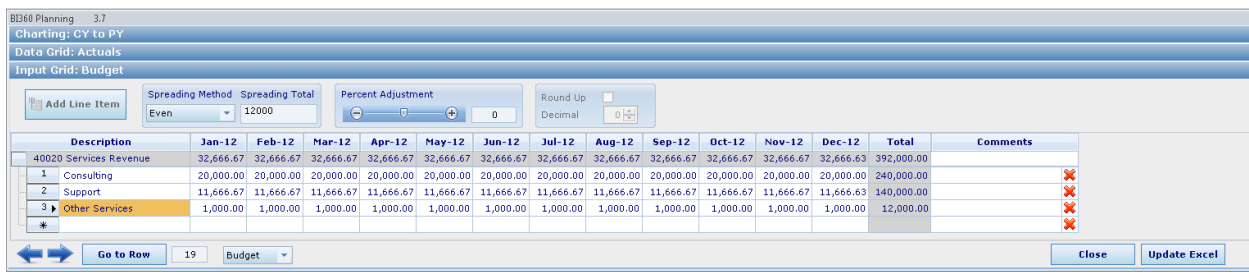 BI360 Planning 3.7
Charting: CY to PY
Data Grid: Actuals
Input Grid: Budget
Add Line Item
Spreading Method Spreading Total
Even 12000
Percent Adjustment
0
Round Up
Decimal 0
Description Jan-12 Feb-12 Mar-12 Apr-12 May-12 Jun-12 Jul-12 Aug-12 Sep-12 Oct-12 Nov-12 Dec-12 Total Comments
40020 Services Revenue 32,666.67 32,666.67 32,666.67 32,666.67 32,666.67 32,666.67 32,666.67 32,666.67 32,666.67 32,666.67 32,666.67 32,666.63 392,000.00
1 Consulting 20,000.00 20,000.00 20,000.00 20,000.00 20,000.00 20,000.00 20,000.00 20,000.00 20,000.00 20,000.00 20,000.00 20,000.00 240,000.00
2 Support 11,666.67 11,666.67 11,666.67 11,666.67 11,666.67 11,666.67 11,666.67 11,666.67 11,666.67 11,666.67 11,666.67 11,666.63 140,000.00
3 Other Services 1,000.00 1,000.00 1,000.00 1,000.00 1,000.00 1,000.00 1,000.00 1,000.00 1,000.00 1,000.00 1,000.00 1,000.00 12,000.00
*
Go to Row 19 Budget Close Update Excel